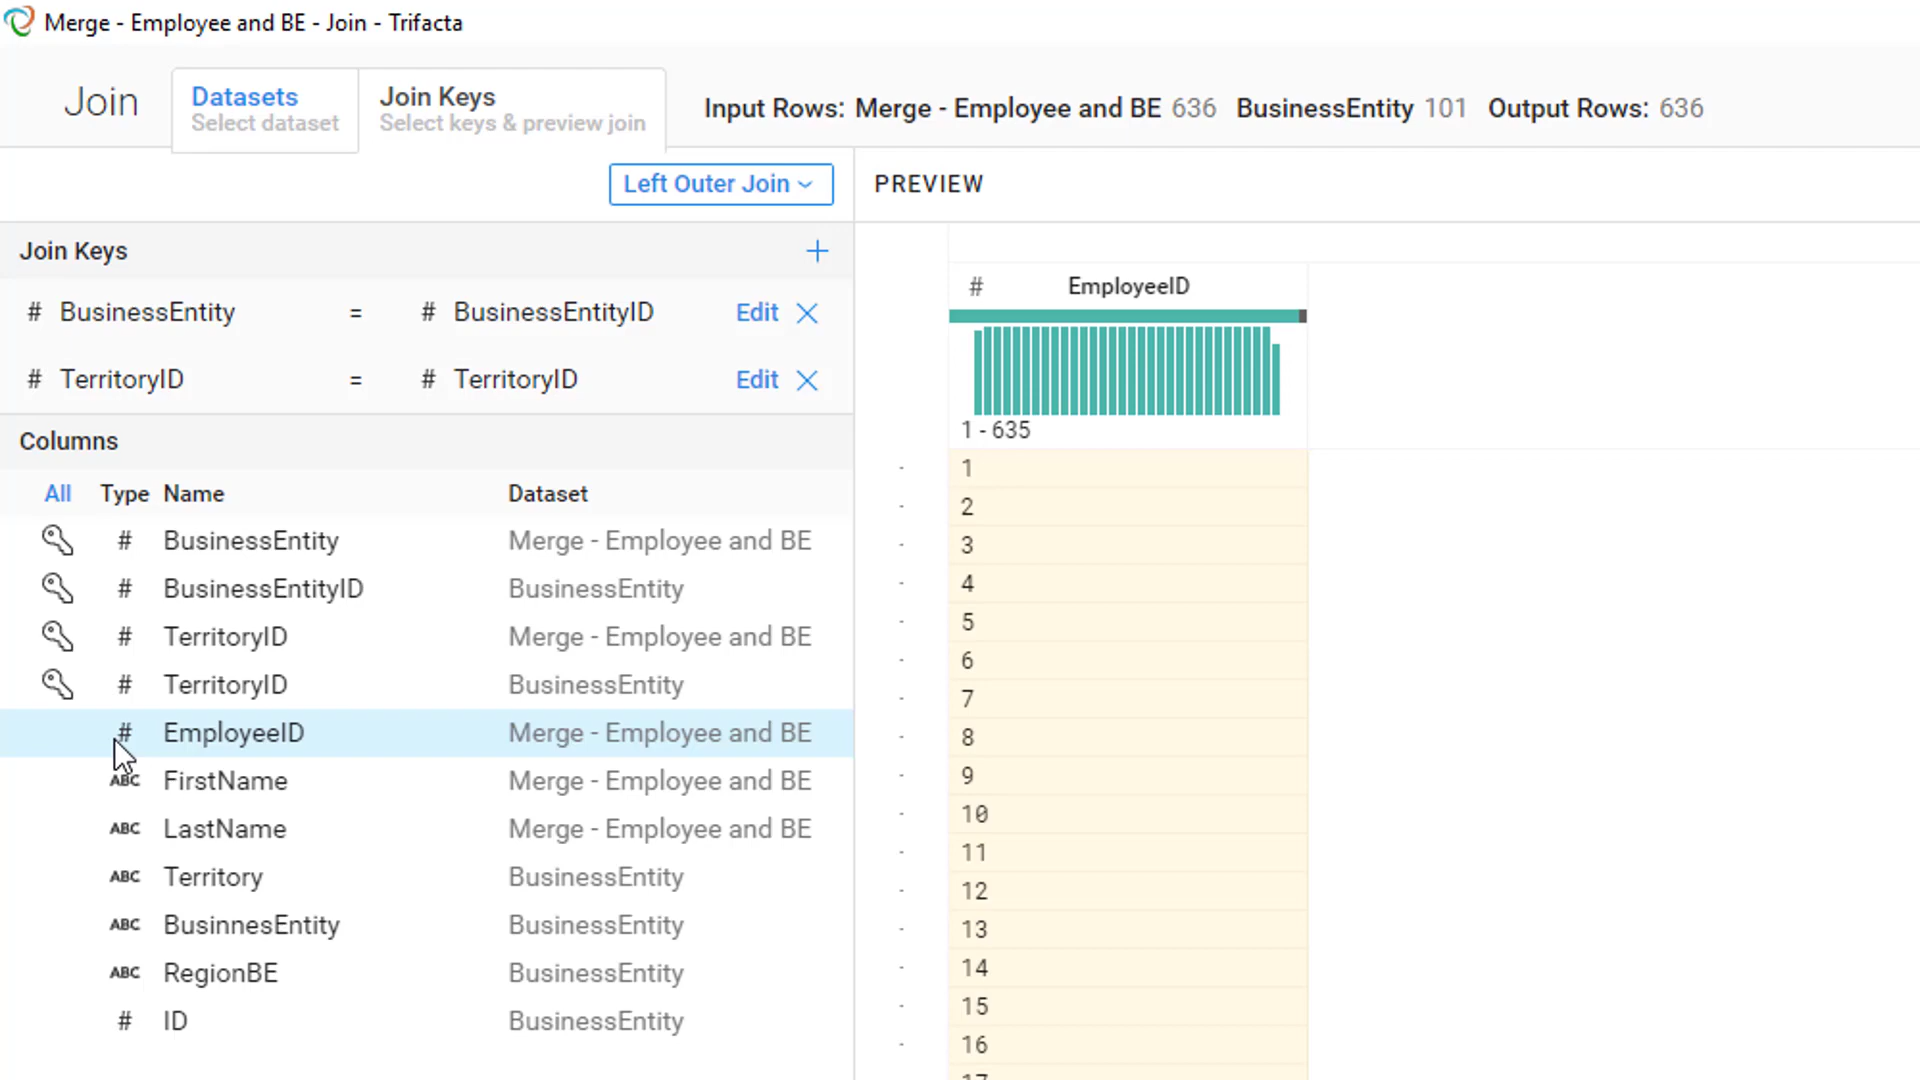 Merge - Employee and BE - Join - Trifacta
Join
Datasets
Select dataset
Join Keys
Select keys & preview join
Input Rows: Merge - Employee and BE 636 BusinessEntity 101 Output Rows: 636
Left Outer Join
PREVIEW
Join Keys +
# BusinessEntity = # BusinessEntityID Edit
# TerritoryID = # TerritoryID Edit
Columns
All Type Name Dataset
# BusinessEntity Merge - Employee and BE
# BusinessEntityID BusinessEntity
# TerritoryID Merge - Employee and BE
# TerritoryID BusinessEntity
# EmployeeID Merge - Employee and BE
ABC FirstName Merge - Employee and BE
ABC LastName Merge - Employee and BE
ABC Territory BusinessEntity
ABC BusinnesEntity BusinessEntity
ABC RegionBE BusinessEntity
# ID BusinessEntity
# EmployeeID
1 - 635
1
2
3
4
5
6
7
8
9
10
11
12
13
14
15
16
17